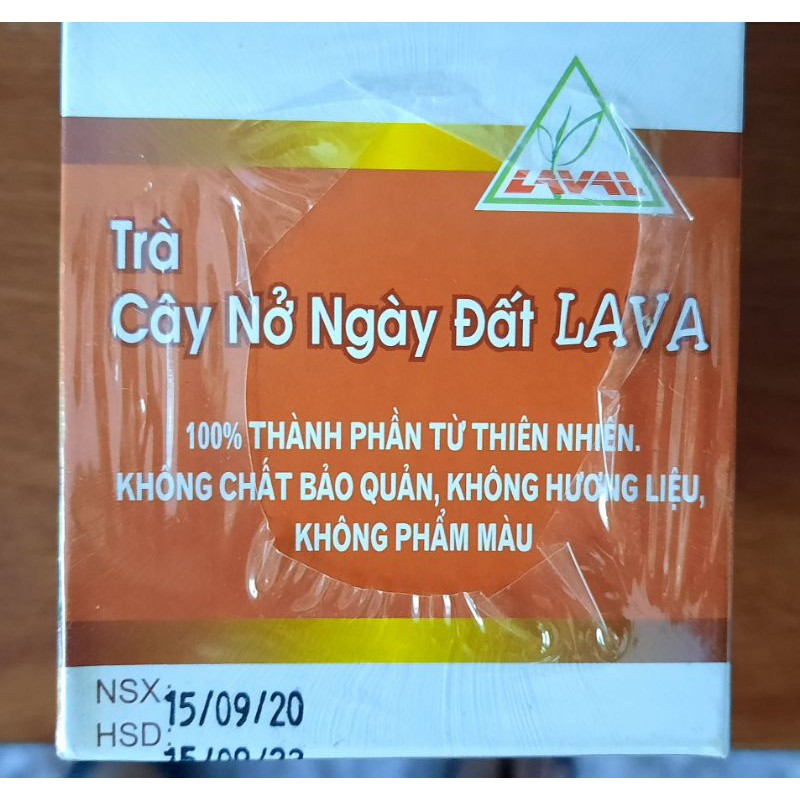 LAVAL
Trà
Cây Nở Ngày Đất LAVA
100% THÀNH PHẦN TỪ THIÊN NHIÊN.
KHÔNG CHẤT BẢO QUẢN, KHÔNG HƯƠNG LIỆU,
KHÔNG PHẨM MÀU
NSX: 15/09/20
HSD: